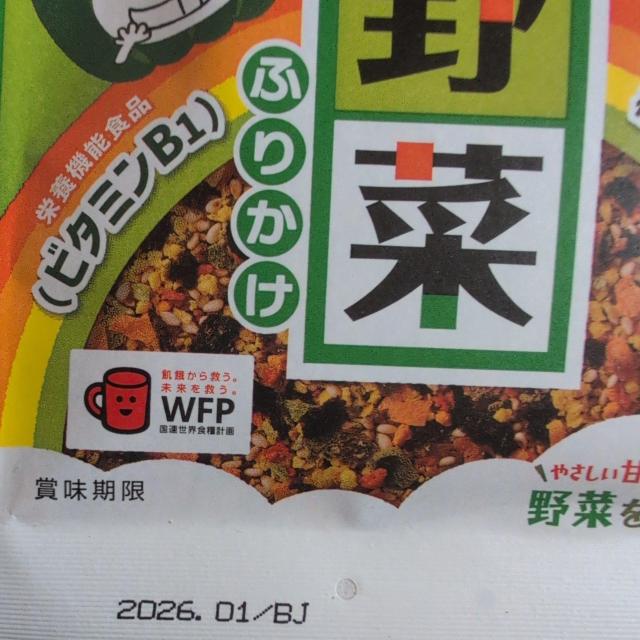 野
菜
ふりかけ
栄養機能食品
(ビタミンB1)
飢餓から救う。
未来を救う。
WFP
国連世界食糧計画
賞味期限
やさしい甘
野菜を
2026.01/BJ